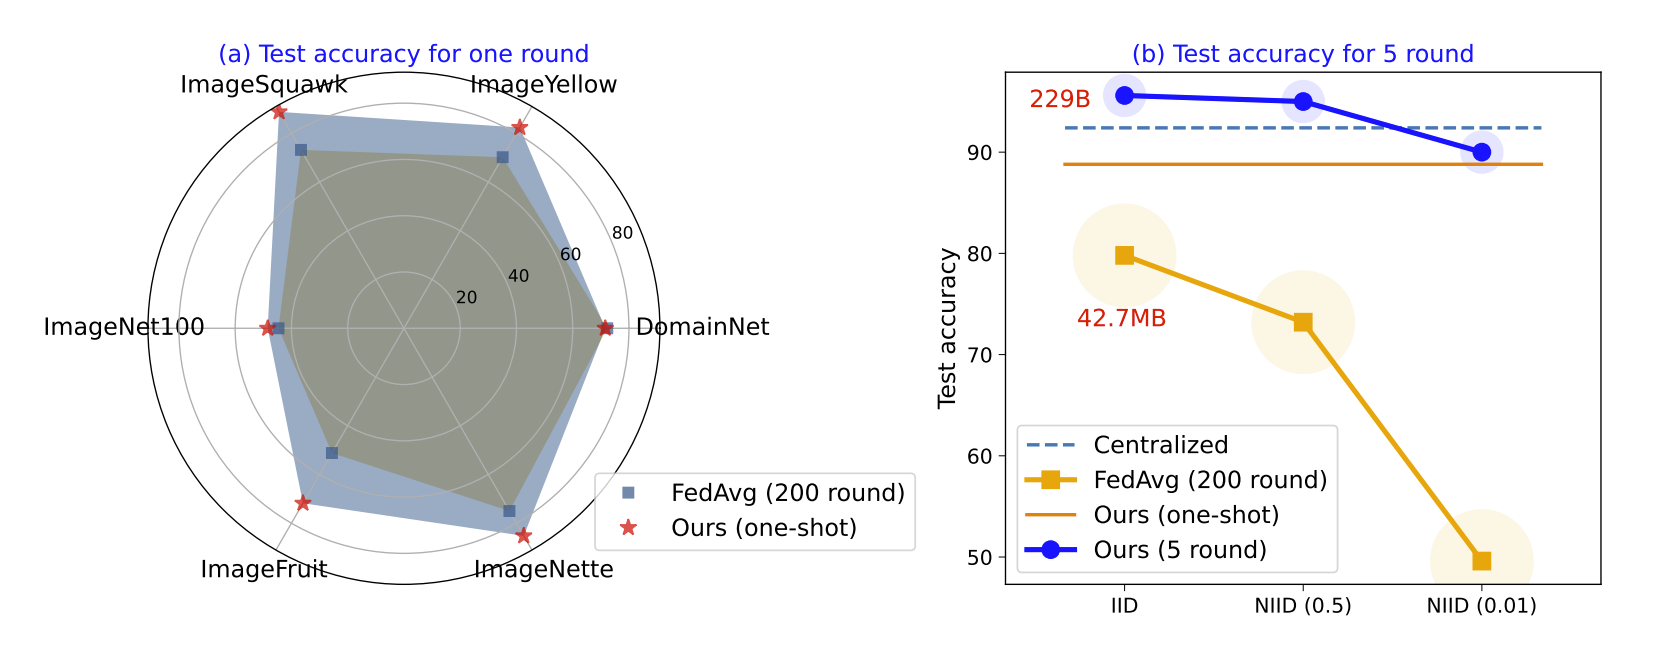 (a) Test accuracy for one round
ImageSquawk
ImageYellow
80
60
40
20
ImageNet100
DomainNet
ImageFruit
ImageNette
FedAvg (200 round)
Ours (one-shot)
(b) Test accuracy for 5 round
229B
42.7MB
Test accuracy
90
80
70
60
50
Centralized
FedAvg (200 round)
Ours (one-shot)
Ours (5 round)
IID
NIID (0.5)
NIID (0.01)